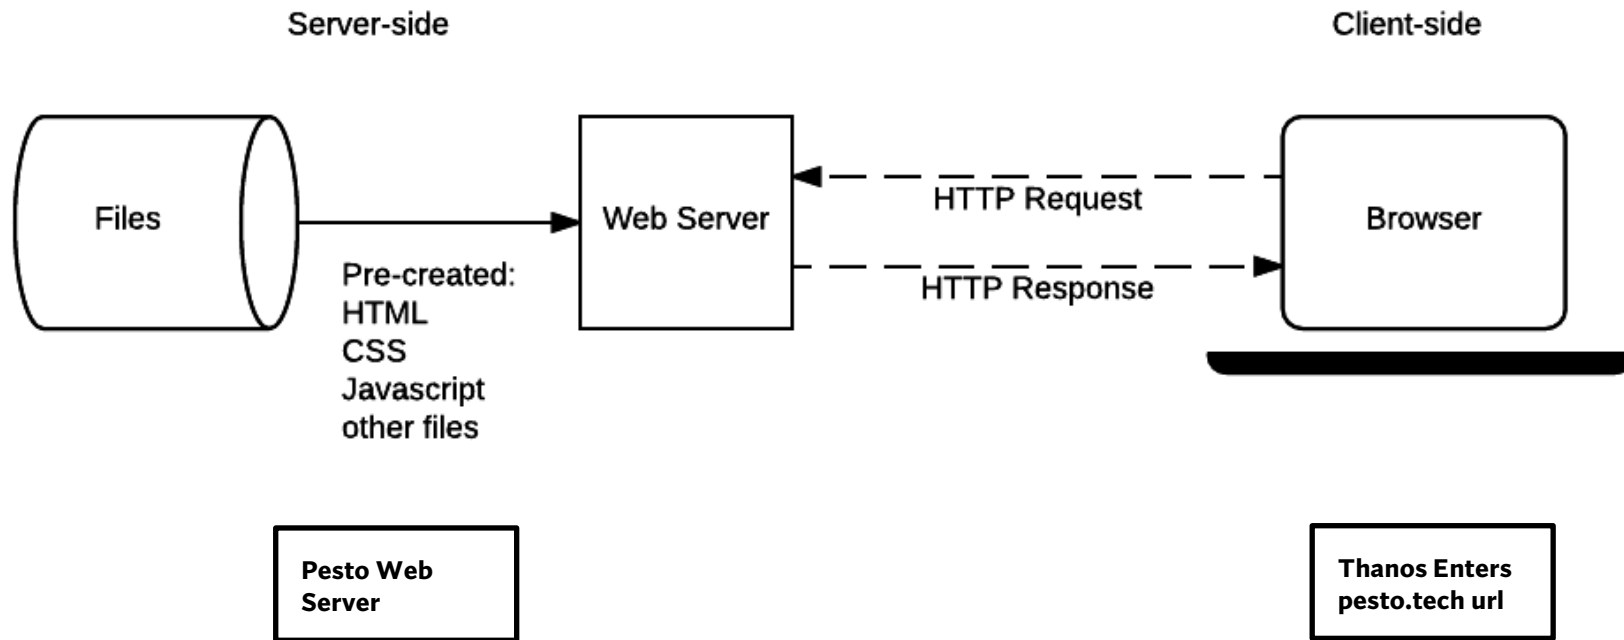 Server-side
Client-side
Files
Web Server
HTTP Request
HTTP Response
Browser
Pre-created:
HTML
CSS
Javascript
other files
Pesto Web
Server
Thanos Enters
pesto.tech url